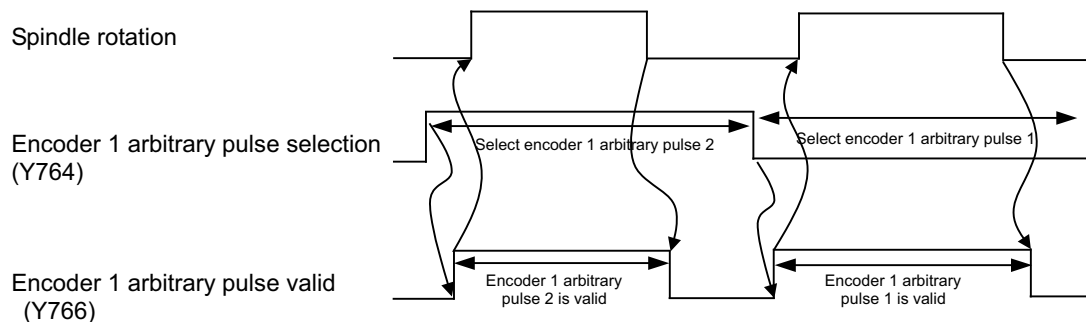 Spindle rotation
Encoder 1 arbitrary pulse selection
(Y764)
Select encoder 1 arbitrary pulse 2
Select encoder 1 arbitrary pulse 1
Encoder 1 arbitrary pulse valid
(Y766)
Encoder 1 arbitrary
pulse 2 is valid
Encoder 1 arbitrary
pulse 1 is valid